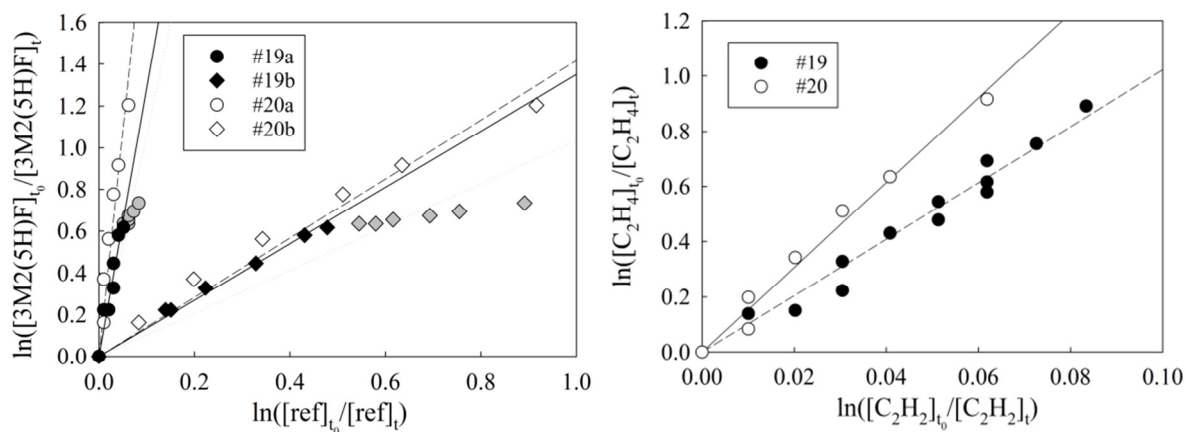 ln([3M2(5H)F]t0/[3M2(5H)F]t)
1.6
1.4
1.2
1.0
0.8
0.6
0.4
0.2
0.0
#19a
#19b
#20a
#20b
0.0 0.2 0.4 0.6 0.8 1.0
ln([ref]t0/[ref]t)
ln([C2H4]t0/[C2H4]t)
1.2
1.0
0.8
0.6
0.4
0.2
0.0
#19
#20
0.00 0.02 0.04 0.06 0.08 0.10
ln([C2H2]t0/[C2H2]t)